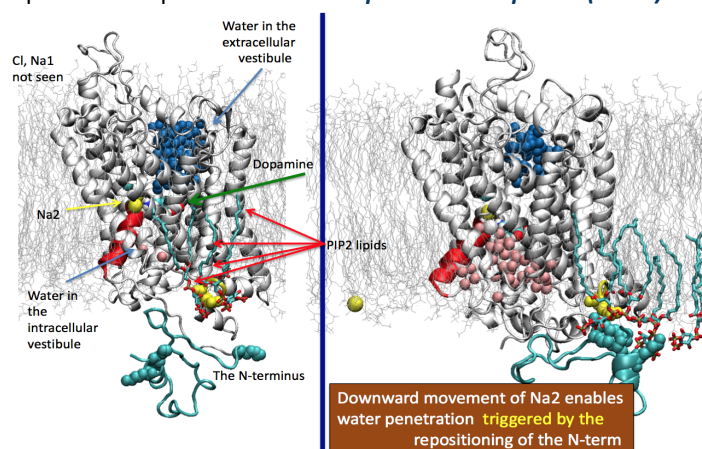 Water in the
extracellular
vestibule
Cl, Na1
not seen
Dopamine
Na2
PIP2 lipids
Water in
the
intracellular
vestibule
The N-terminus
Downward movement of Na2 enables
water penetration triggered by the
repositioning of the N-term